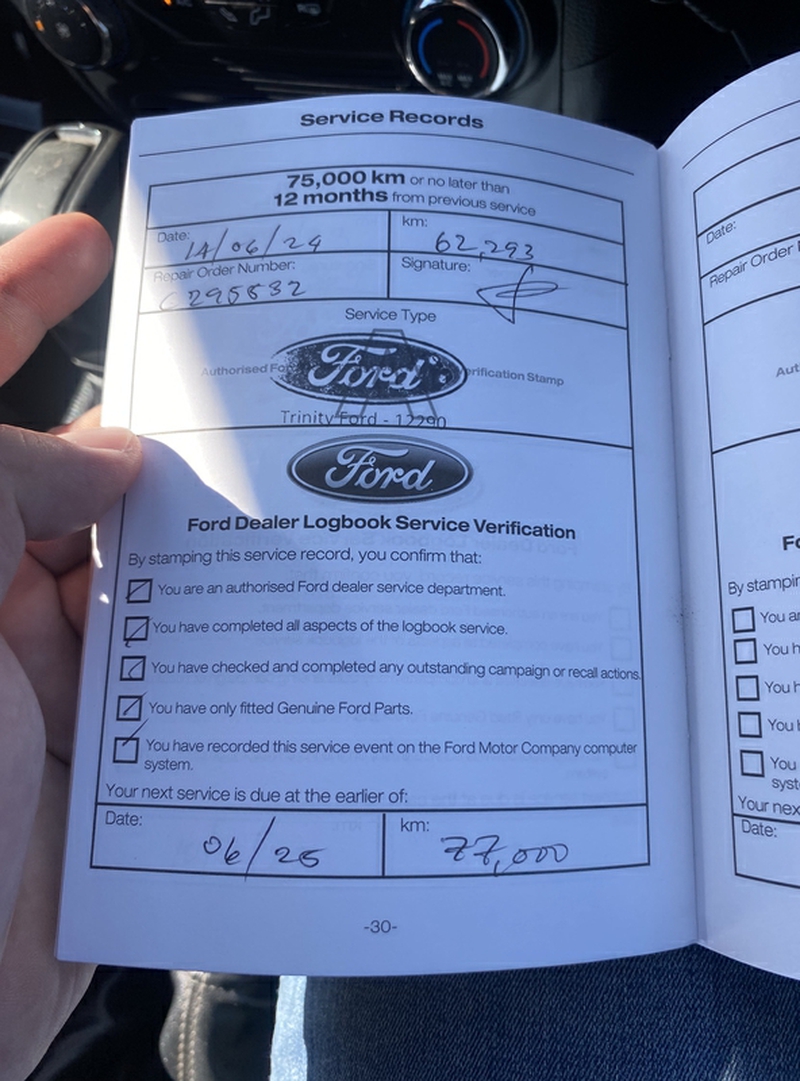 Service Records
75,000 km or no later than
12 months from previous service
Date:
14/06/24
km:
62,293
Repair Order Number:
C295832
Signature:
Service Type
Authorised Fo
Ford
erification Stamp
Trinity Ford - 12290
Ford
Ford Dealer Logbook Service Verification
By stamping this service record, you confirm that:
You are an authorised Ford dealer service department.
You have completed all aspects of the logbook service.
You have checked and completed any outstanding campaign or recall actions.
You have only fitted Genuine Ford Parts.
You have recorded this service event on the Ford Motor Company computer
system.
Your next service is due at the earlier of:
Date:
06/25
km:
77,000
-30-
Date:
Repair Order
Aut
Fo
By stampin
You ar
You h
You h
You
You
syst
Your nex
Date: